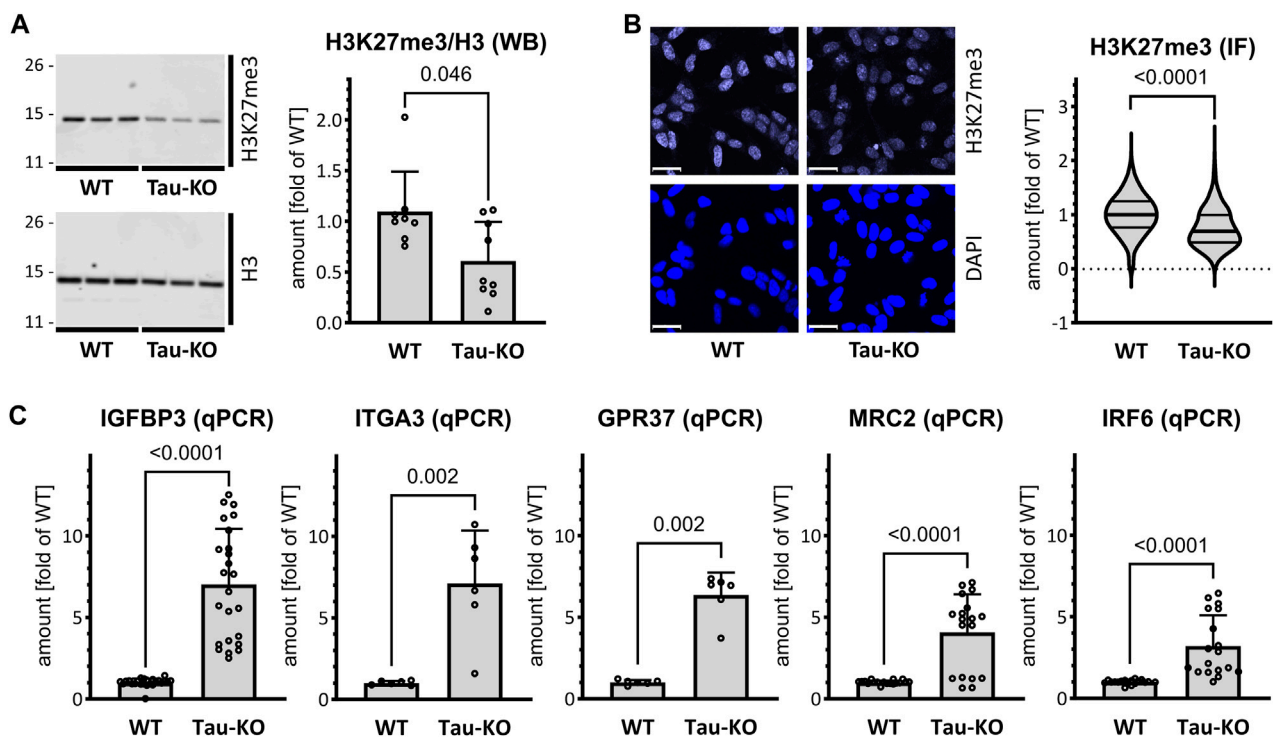 A
H3K27me3/H3 (WB)
26 -
15 -
11 -
H3K27me3
WT Tau-KO
26 -
15 -
11 -
H3
WT Tau-KO
amount [fold of WT]
2.0
1.5
1.0
0.5
0.0
0.046
WT Tau-KO
B
H3K27me3
DAPI
WT Tau-KO
H3K27me3 (IF)
<0.0001
amount [fold of WT]
3
2
1
0
-1
WT Tau-KO
C
IGFBP3 (qPCR)
<0.0001
amount [fold of WT]
10
5
0
WT Tau-KO
ITGA3 (qPCR)
0.002
amount [fold of WT]
10
5
0
WT Tau-KO
GPR37 (qPCR)
0.002
amount [fold of WT]
10
5
0
WT Tau-KO
MRC2 (qPCR)
<0.0001
amount [fold of WT]
10
5
0
WT Tau-KO
IRF6 (qPCR)
<0.0001
amount [fold of WT]
10
5
0
WT Tau-KO